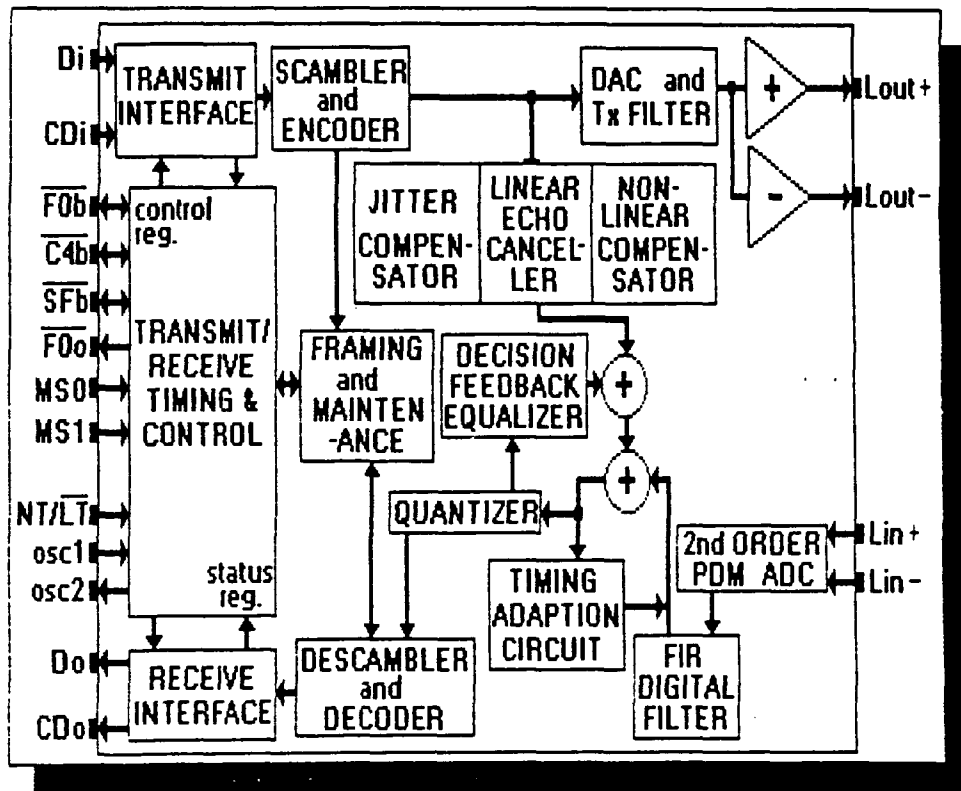 Di
CDi
F0b
C4b
SFb
F0o
MS0
MS1
NT/LT
osc1
osc2
Do
CDo
TRANSMIT
INTERFACE
SCAMBLER
and
ENCODER
DAC and
Tx FILTER
+
-
Lout+
Lout-
control
reg.
TRANSMIT/
RECEIVE
TIMING &
CONTROL
status
reg.
JITTER
COMPEN-
SATOR
LINEAR
ECHO
CANCEL-
LER
NON-
LINEAR
COMPEN-
SATOR
FRAMING
and
MAINTEN
-ANCE
DECISION
FEEDBACK
EQUALIZER
+
+
QUANTIZER
TIMING
ADAPTION
CIRCUIT
2nd ORDER
PDM ADC
Lin+
Lin-
FIR
DIGITAL
FILTER
RECEIVE
INTERFACE
DESCAMBLER
and
DECODER